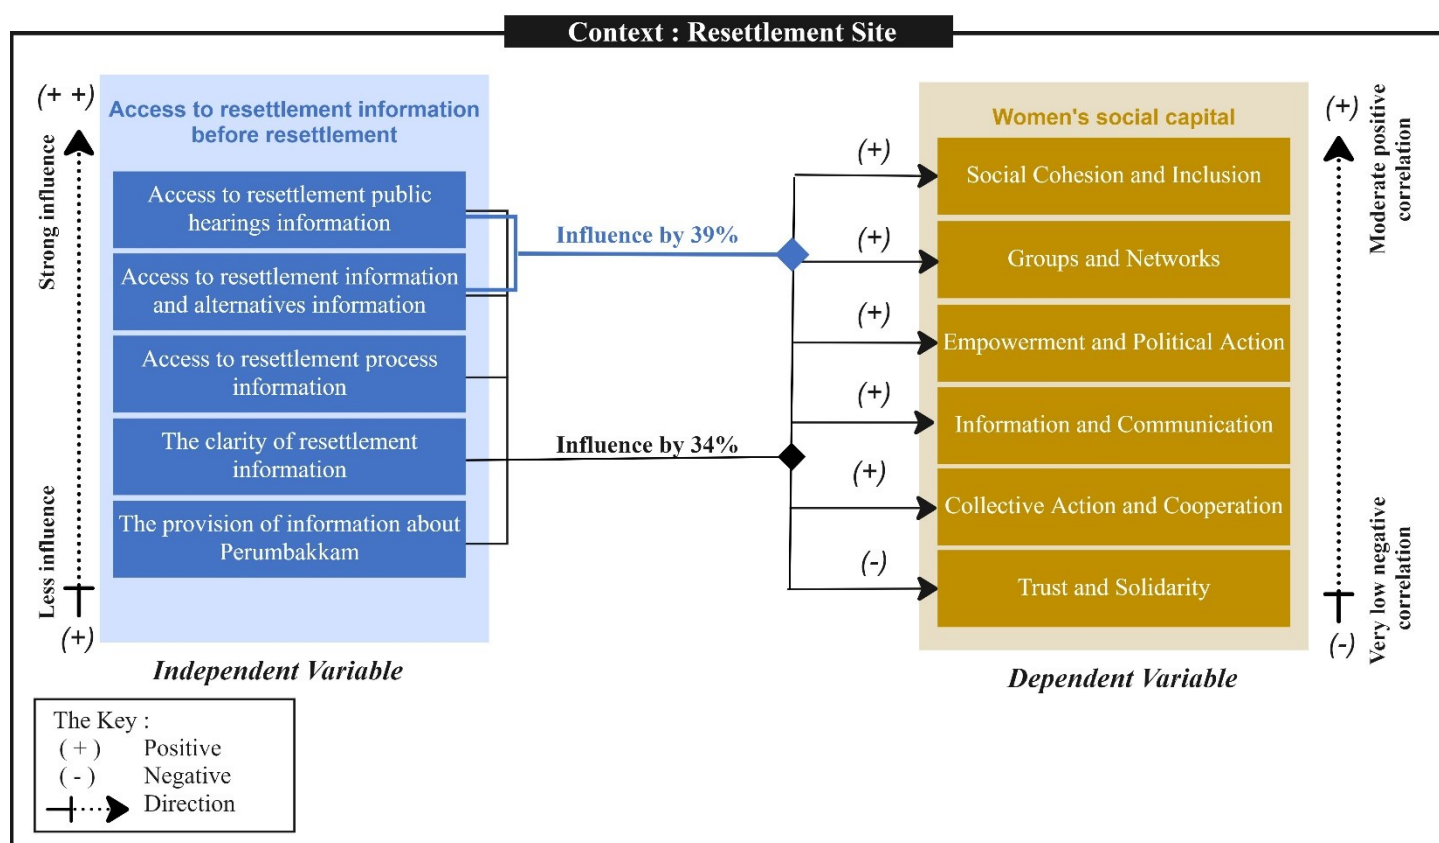 Context : Resettlement Site
(+ +)
Strong influence
Less influence
(+)
Access to resettlement information
before resettlement
Access to resettlement public
hearings information
Access to resettlement information
and alternatives information
Access to resettlement process
information
The clarity of resettlement
information
The provision of information about
Perumbakkam
Independent Variable
Influence by 39%
Influence by 34%
(+)
(+)
(+)
(+)
(+)
(-)
Women's social capital
Social Cohesion and Inclusion
Groups and Networks
Empowerment and Political Action
Information and Communication
Collective Action and Cooperation
Trust and Solidarity
Dependent Variable
(+)
Moderate positive
correlation
Very low negative
correlation
(-)
The Key :
( + ) Positive
( - ) Negative
Direction